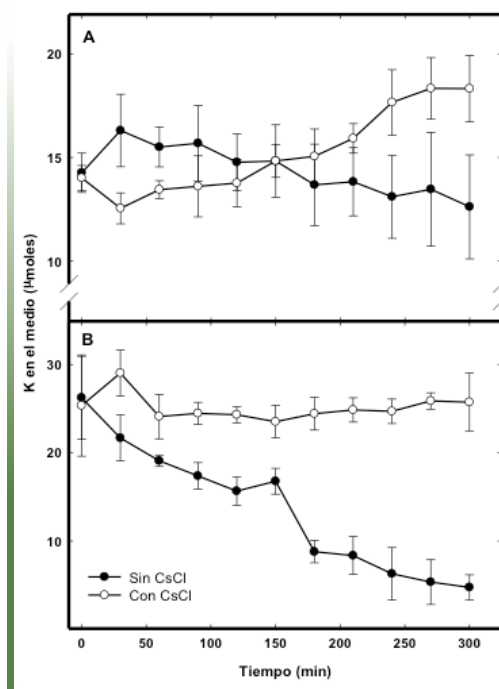 A
20
15
10
K en el medio (µmoles)
B
30
20
10
Sin CsCl
Con CsCl
0 50 100 150 200 250 300
Tiempo (min)